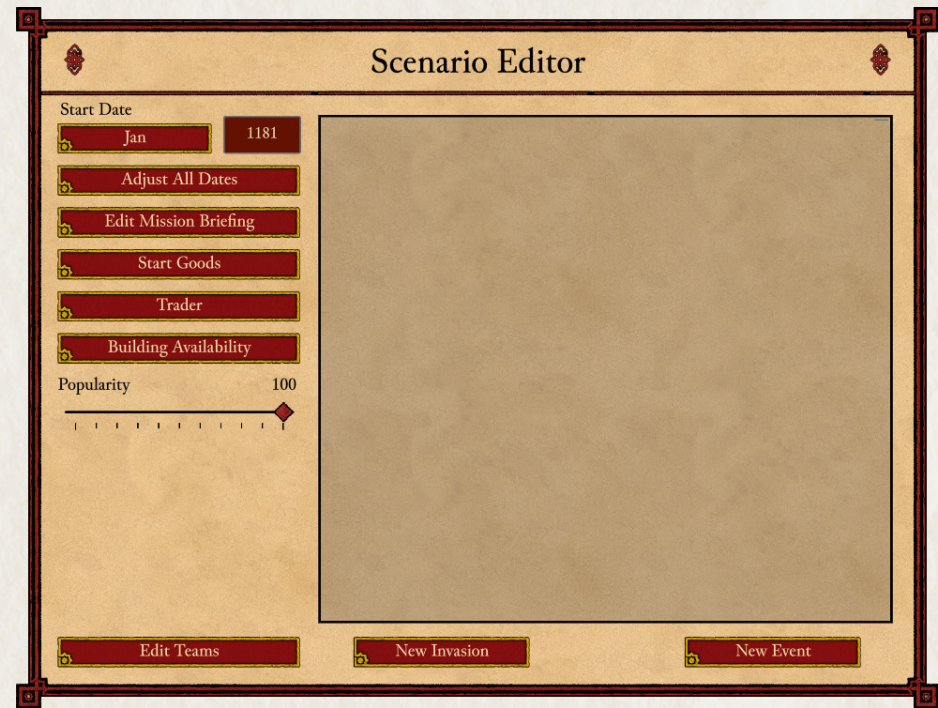 Scenario Editor
Start Date
Jan
1181
Adjust All Dates
Edit Mission Briefing
Start Goods
Trader
Building Availability
Popularity 100
Edit Teams
New Invasion
New Event